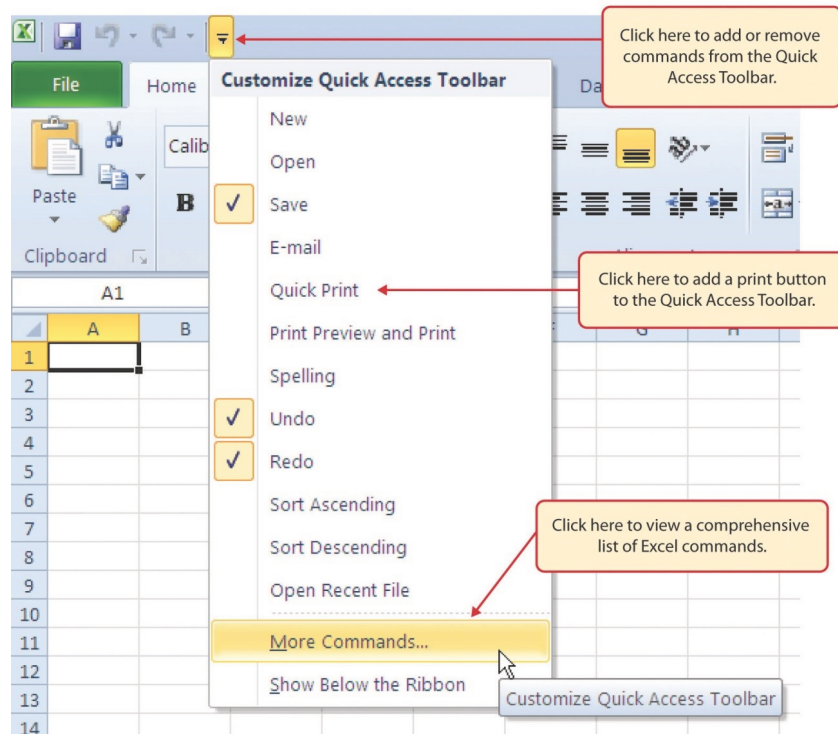 Click here to add or remove
commands from the Quick
Access Toolbar.
File
Home
Customize Quick Access Toolbar
Da
New
Open
Calib
Paste
B
Save
E-mail
Clipboard
Quick Print
Click here to add a print button
to the Quick Access Toolbar.
A1
Print Preview and Print
A
B
G
H
1
Spelling
2
3
Undo
4
5
Redo
6
Sort Ascending
7
Click here to view a comprehensive
list of Excel commands.
8
Sort Descending
9
Open Recent File
10
11
More Commands...
12
Show Below the Ribbon
13
Customize Quick Access Toolbar
14